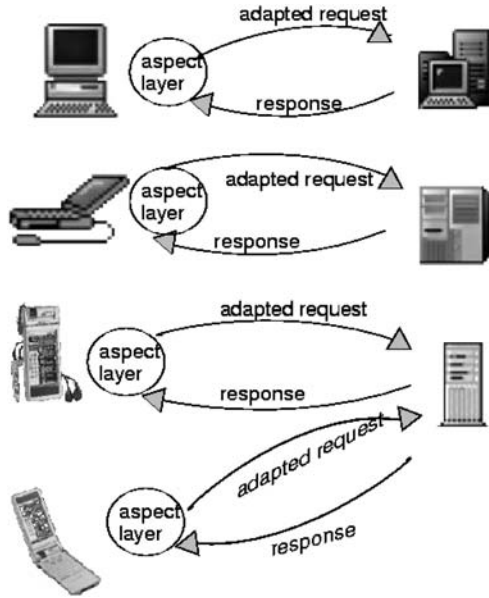 adapted request
aspect
layer
response
aspect
layer
adapted request
response
adapted request
aspect
layer
response
adapted request
aspect
layer
response